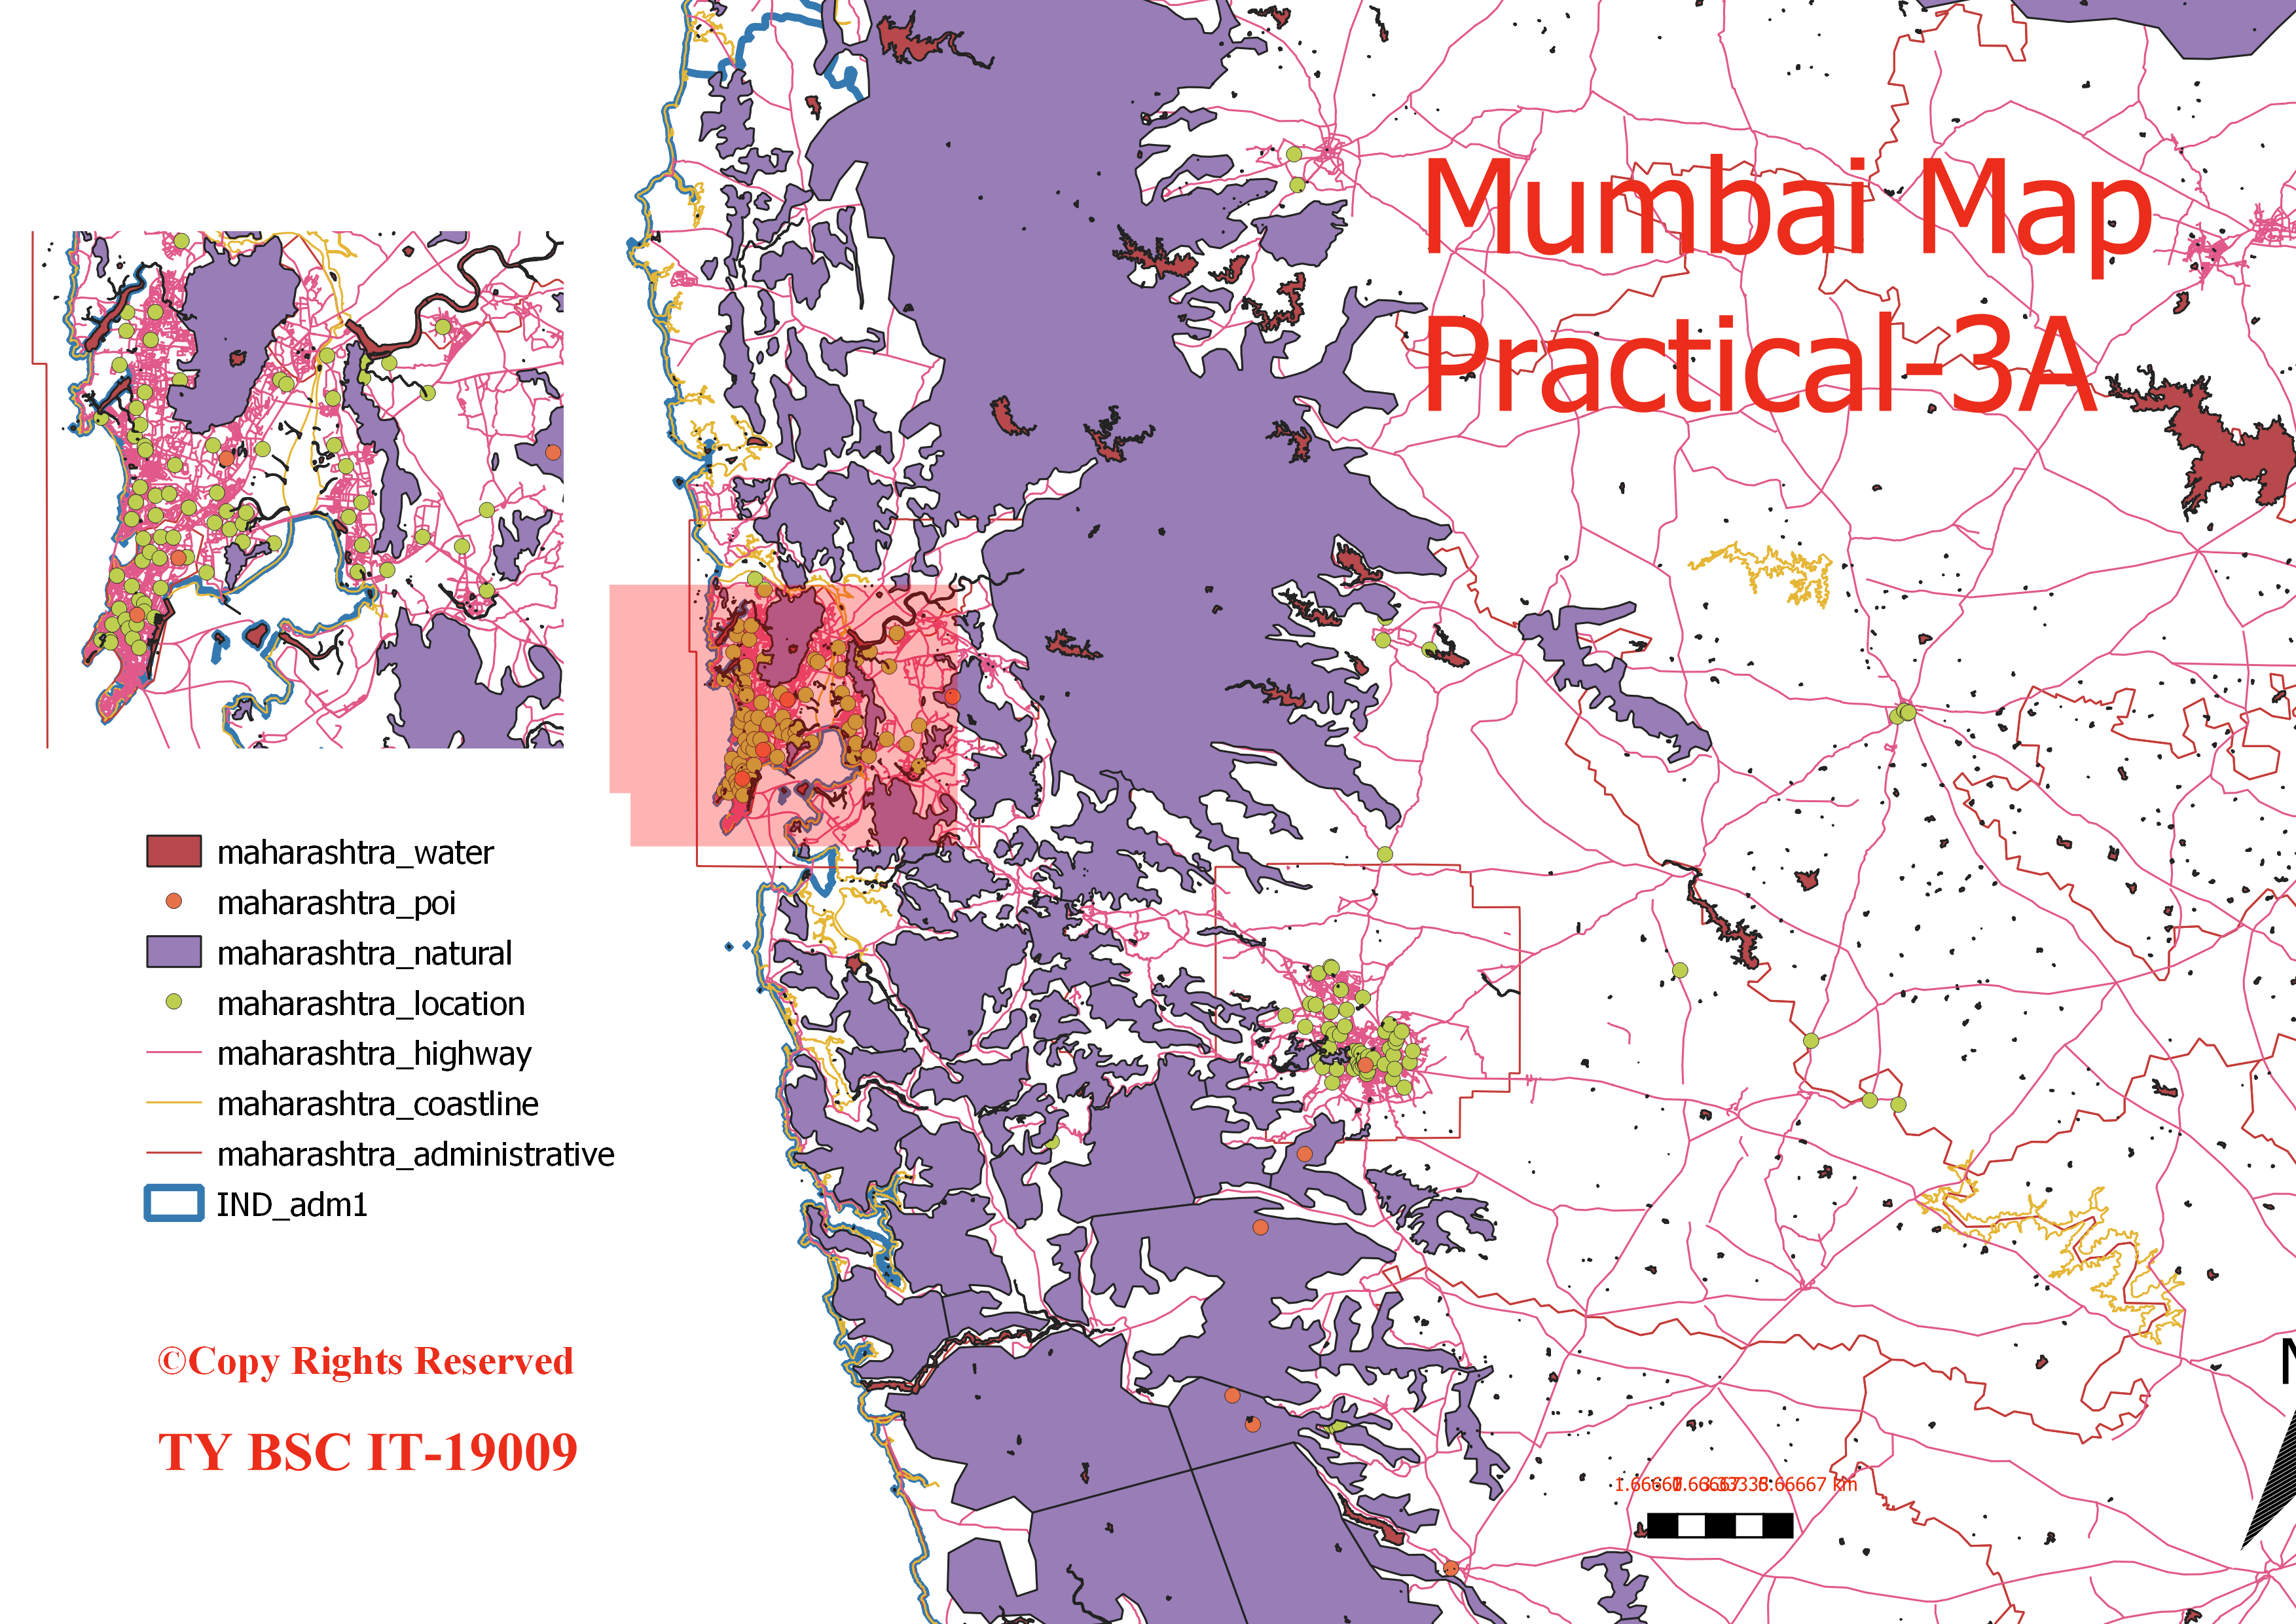 Mumbai Map
Practical-3A
maharashtra_water
maharashtra_poi
maharashtra_natural
maharashtra_location
maharashtra_highway
maharashtra_coastline
maharashtra_administrative
IND_adm1
©Copy Rights Reserved
TY BSC IT-19009
km
N